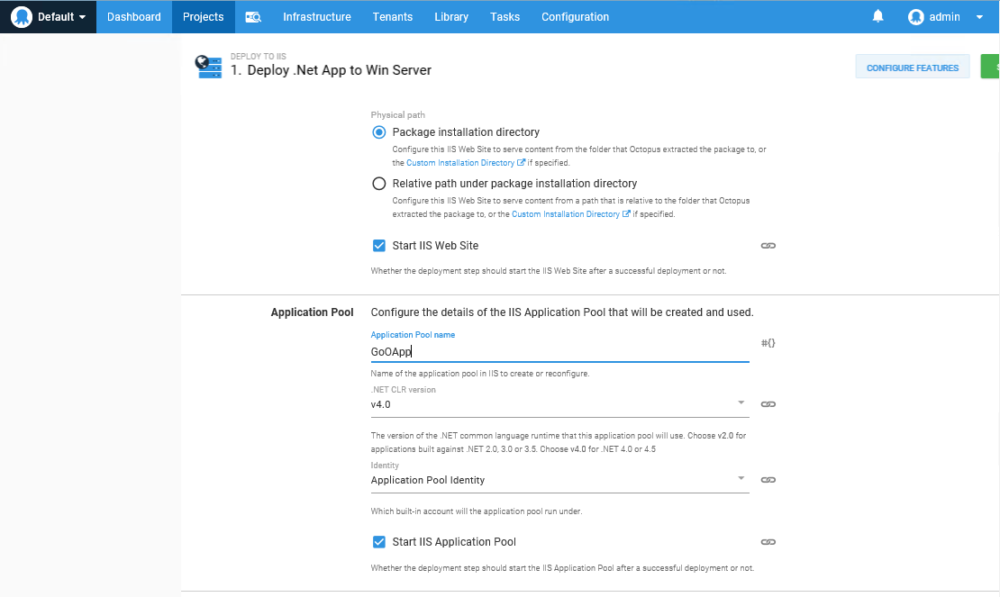 Default Dashboard Projects Infrastructure Tenants Library Tasks Configuration admin
DEPLOY TO IIS
1. Deploy .Net App to Win Server
CONFIGURE FEATURES
Physical path
Package installation directory
Configure this IIS Web Site to serve content from the folder that Octopus extracted the package to, or
the Custom Installation Directory if specified.
Relative path under package installation directory
Configure this IIS Web Site to serve content from a path that is relative to the folder that Octopus
extracted the package to, or the Custom Installation Directory if specified.
Start IIS Web Site
Whether the deployment step should start the IIS Web Site after a successful deployment or not.
Application Pool Configure the details of the IIS Application Pool that will be created and used.
Application Pool name
GoOApp
#{}
Name of the application pool in IIS to create or reconfigure.
.NET CLR version
v4.0
The version of the .NET common language runtime that this application pool will use. Choose v2.0 for
applications built against .NET 2.0, 3.0 or 3.5. Choose v4.0 for .NET 4.0 or 4.5
Identity
Application Pool Identity
Which built-in account will the application pool run under.
Start IIS Application Pool
Whether the deployment step should start the IIS Application Pool after a successful deployment or not.